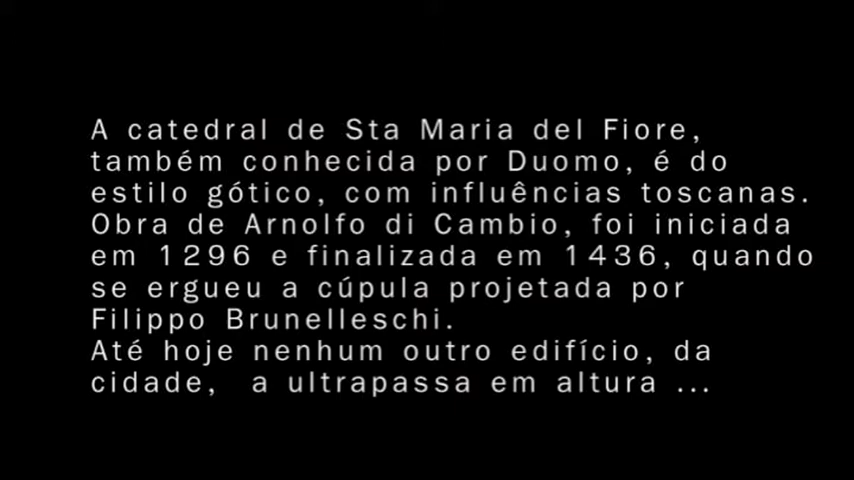 A catedral de Sta Maria del Fiore,
também conhecida por Duomo, é do
estilo gótico, com influências toscanas.
Obra de Arnolfo di Cambio, foi iniciada
em 1296 e finalizada em 1436, quando
se ergueu a cúpula projetada por
Filippo Brunelleschi.
Até hoje nenhum outro edifício, da
cidade,  a ultrapassa em altura ...